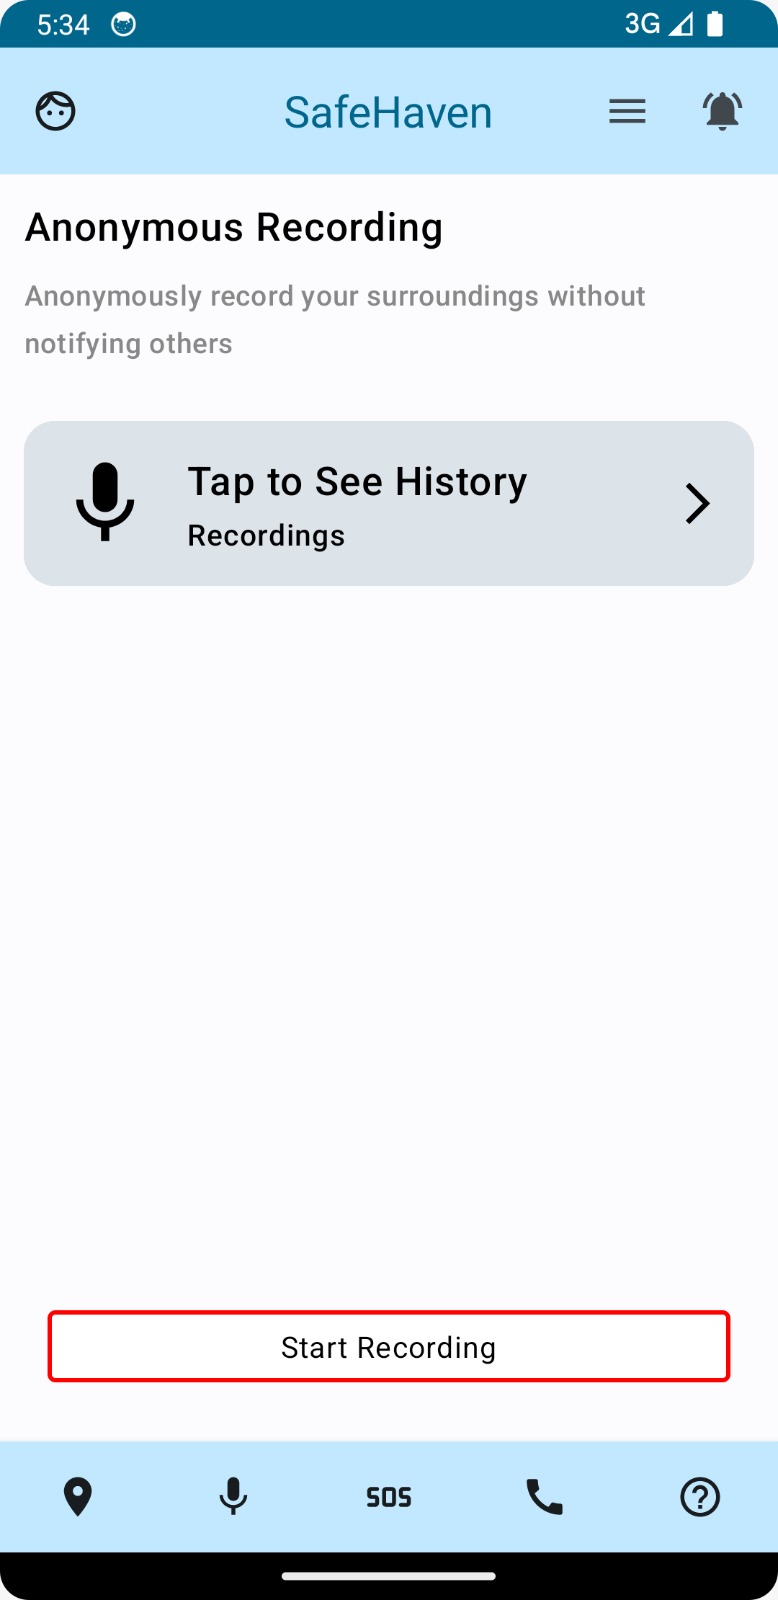 5:34
3G
SafeHaven
Anonymous Recording
Anonymously record your surroundings without
notifying others
Tap to See History
Recordings
Start Recording
SOS